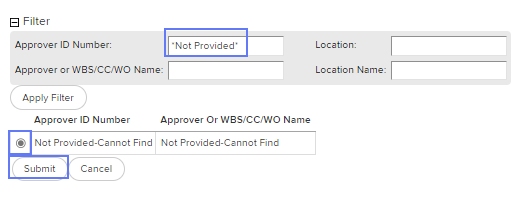 Filter
Approver ID Number: *Not Provided* Location:
Approver or WBS/CC/WO Name: Location Name:
Apply Filter
Approver ID Number Approver Or WBS/CC/WO Name
Not Provided-Cannot Find Not Provided-Cannot Find
Submit Cancel